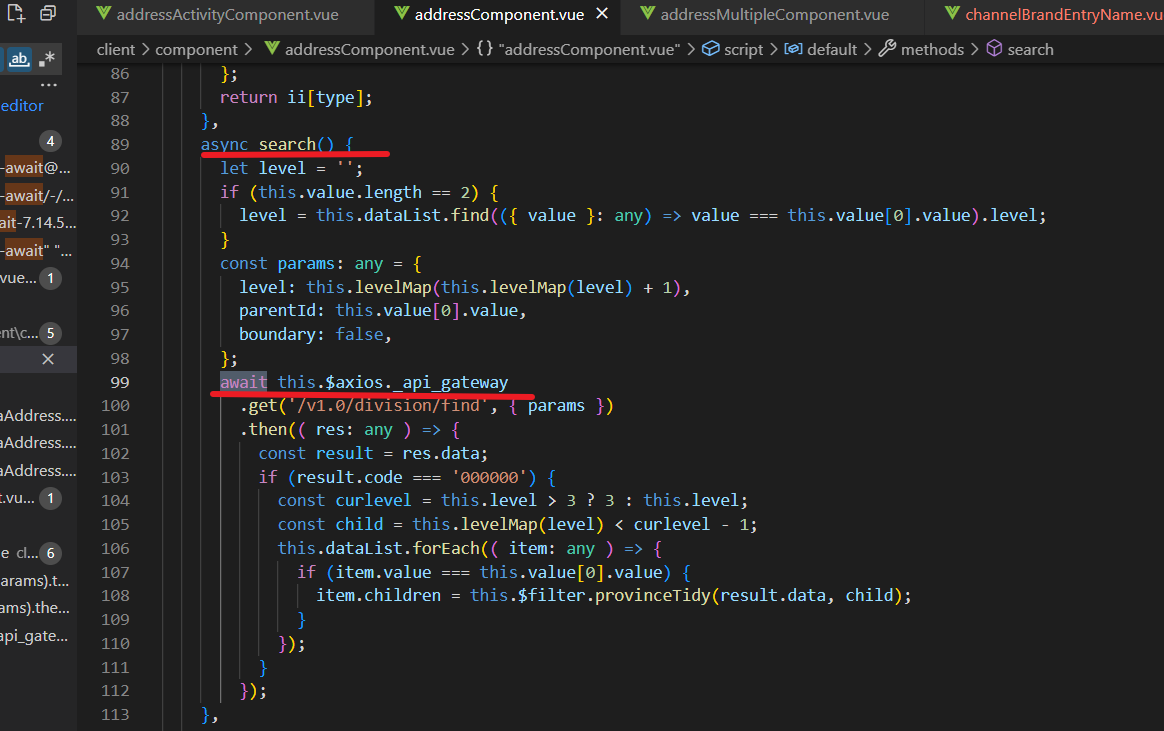 addressActivityComponent.vue
addressComponent.vue
addressMultipleComponent.vue
channelBrandEntryName.vu
client > component > addressComponent.vue > {} "addressComponent.vue" > script > default > methods > search
ab
editor
4
-await@...
-await/-/...
ait-7.14.5...
-await" "...
.vue... 1
ent\c... 5
aAddress....
aAddress....
aAddress....
t.vu... 1
e cl... 6
arams).t...
ams).the...
api_gate...
86 };
87 return ii[type];
88 },
89 async search() {
90 let level = '';
91 if (this.value.length == 2) {
92 level = this.dataList.find(({ value }: any) => value === this.value[0].value).level;
93 }
94 const params: any = {
95 level: this.levelMap(this.levelMap(level) + 1),
96 parentId: this.value[0].value,
97 boundary: false,
98 };
99 await this.$axios._api_gateway
100 .get('/v1.0/division/find', { params })
101 .then(( res: any ) => {
102 const result = res.data;
103 if (result.code === '000000') {
104 const curlevel = this.level > 3 ? 3 : this.level;
105 const child = this.levelMap(level) < curlevel - 1;
106 this.dataList.forEach(( item: any ) => {
107 if (item.value === this.value[0].value) {
108 item.children = this.$filter.provinceTidy(result.data, child);
109 }
110 });
111 }
112 });
113 },